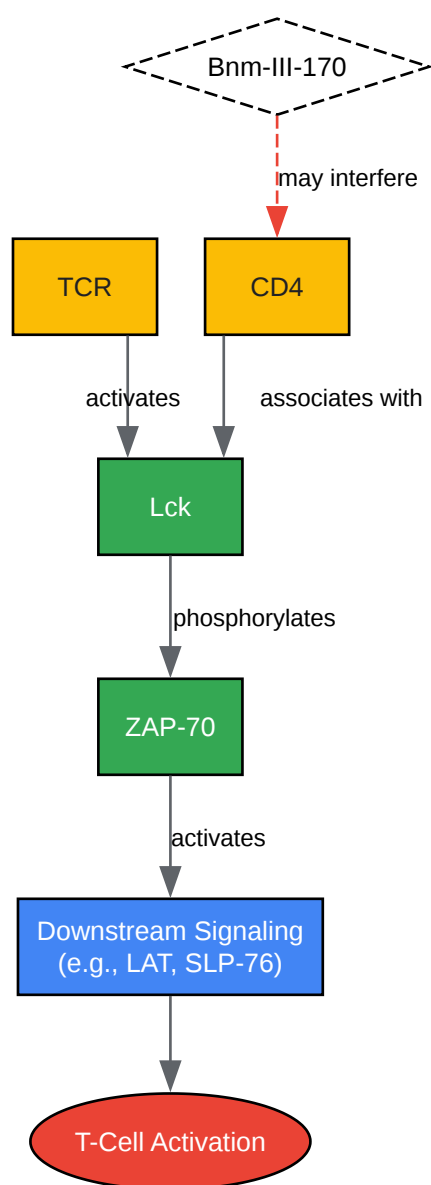 Bnm-III-170
may interfere
TCR
CD4
activates
associates with
Lck
phosphorylates
ZAP-70
activates
Downstream Signaling
(e.g., LAT, SLP-76)
T-Cell Activation